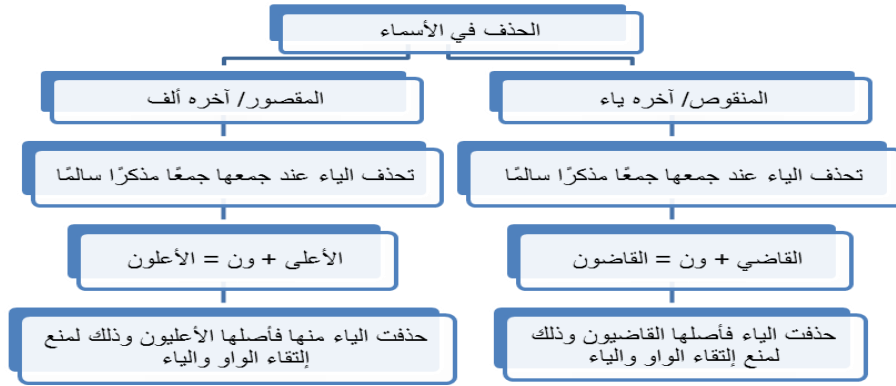 الحذف في الأسماء
المنقوص/ آخره ياء
المقصور/ آخره ألف
تحذف الياء عند جمعها جمعًا مذكرًا سالمًا
تحذف الياء عند جمعها جمعًا مذكرًا سالمًا
القاضي + ون = القاضون
الأعلى + ون = الأعلون
حذفت الياء فأصلها القاضيون وذلك
لمنع إلتقاء الواو والياء
حذفت الياء منها فأصلها الأعليون وذلك لمنع
إلتقاء الواو والياء